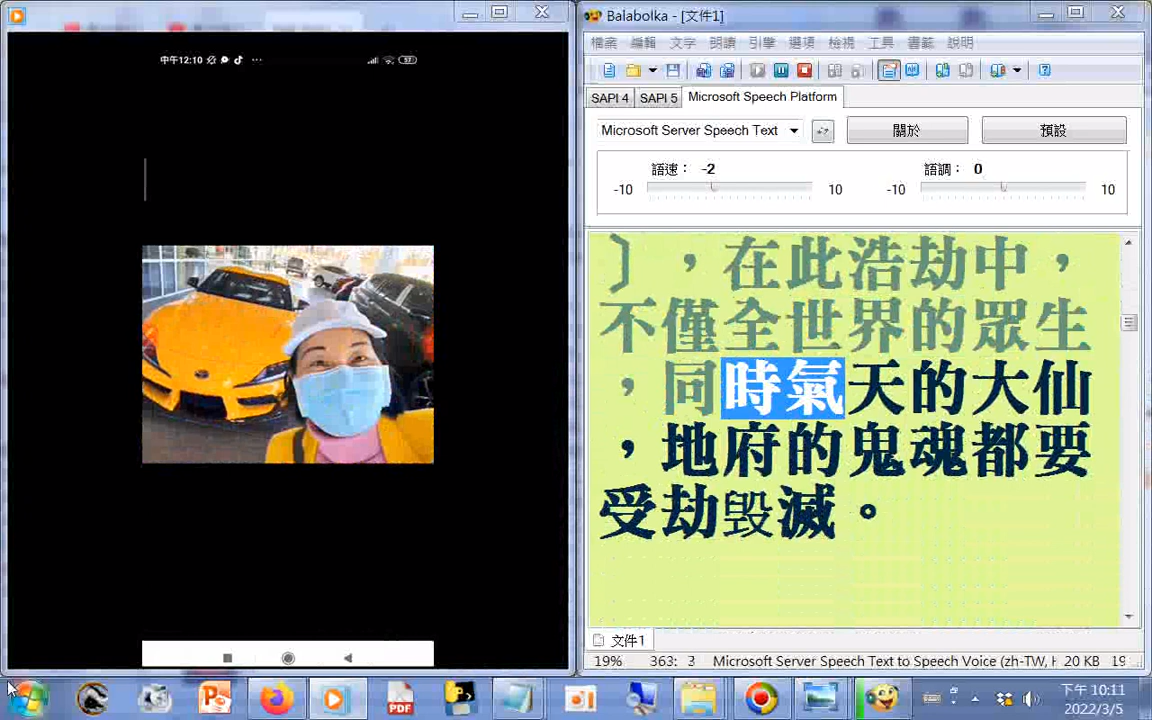 中午12:10
57
Balabolka - [文件1]
檔案 編輯 文字 朗讀 引擎 選項 檢視 工具 書籤 說明
SAPI 4 SAPI 5 Microsoft Speech Platform
Microsoft Server Speech Text 關於 預設
語速： -2 語調： 0
-10 10 -10 10
〕，在此浩劫中，
不僅全世界的眾生
，同時氣天的大仙
，地府的鬼魂都要
受劫毀滅。
文件1
19% 363: 3 Microsoft Server Speech Text to Speech Voice (zh-TW, 20 KB
下午 10:11
2022/3/5